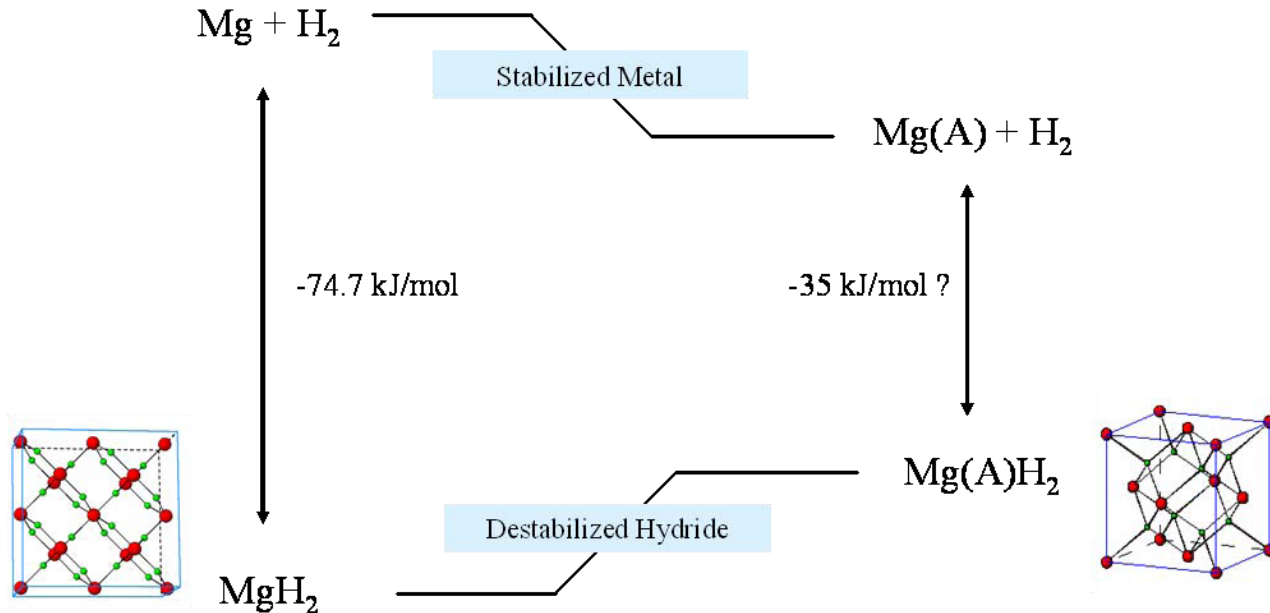 Mg + H₂
Stabilized Metal
Mg(A) + H₂
-74.7 kJ/mol
-35 kJ/mol ?
Mg(A)H₂
Destabilized Hydride
MgH₂